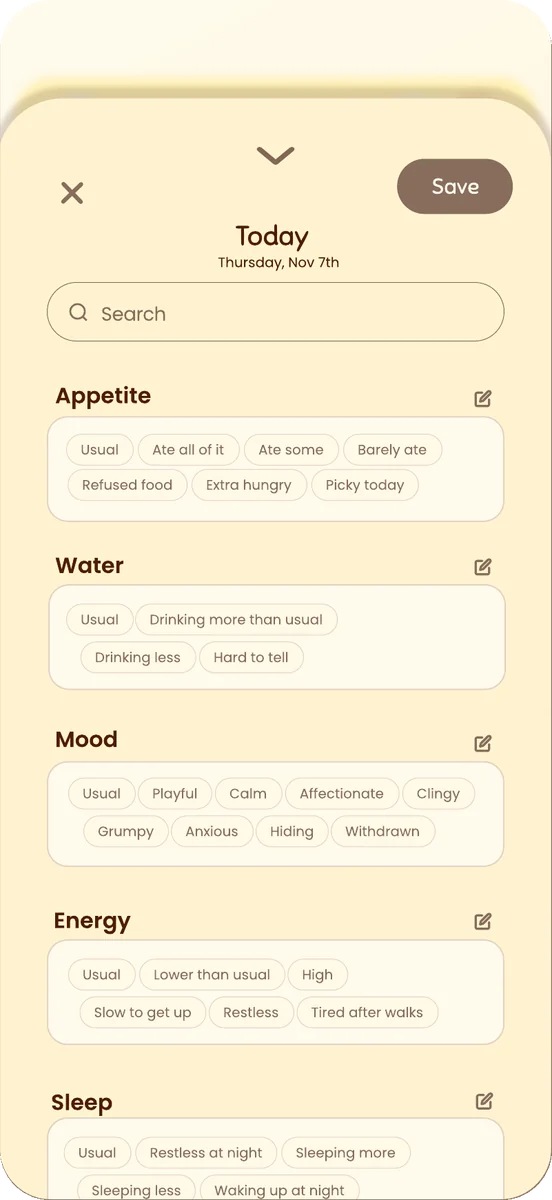 Save
Today
Thursday, Nov 7th
Search
Appetite
Usual Ate all of it Ate some Barely ate
Refused food Extra hungry Picky today
Water
Usual Drinking more than usual
Drinking less Hard to tell
Mood
Usual Playful Calm Affectionate Clingy
Grumpy Anxious Hiding Withdrawn
Energy
Usual Lower than usual High
Slow to get up Restless Tired after walks
Sleep
Usual Restless at night Sleeping more
Sleeping less Waking up at night